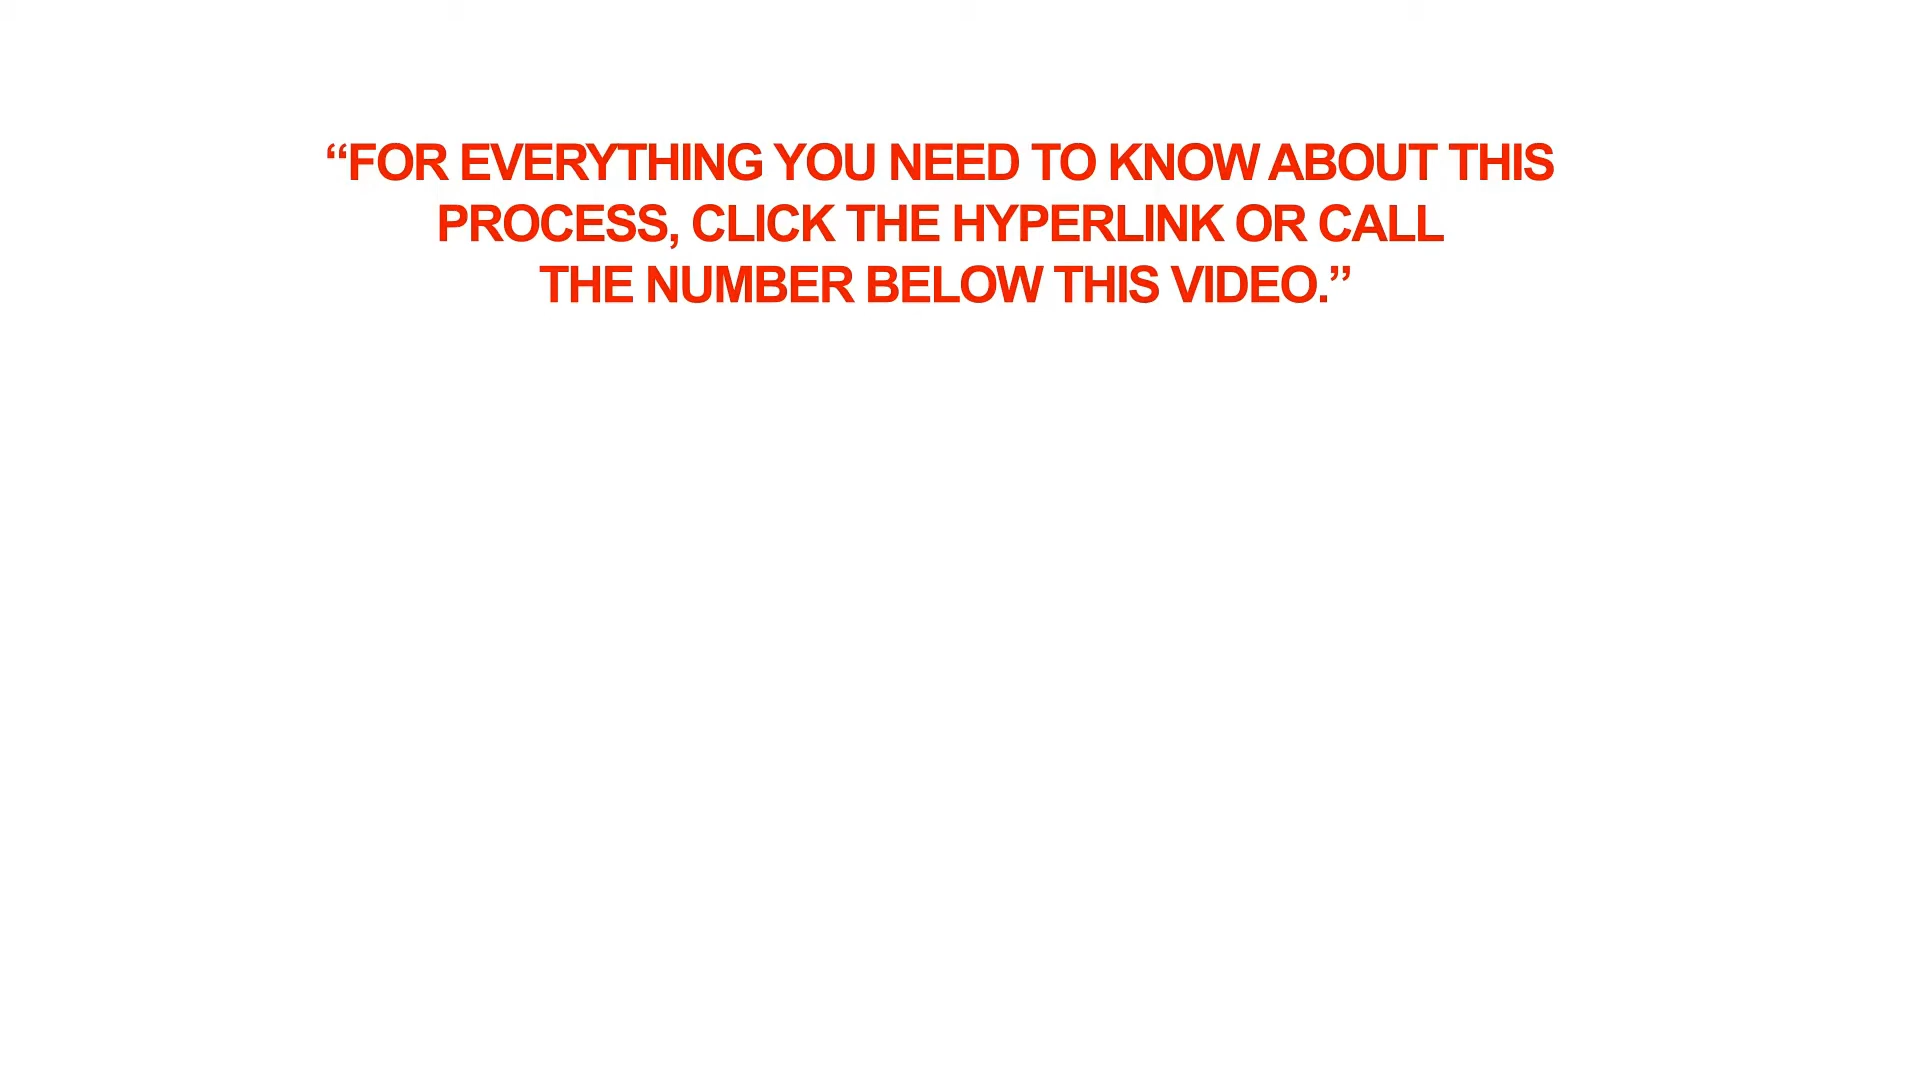 “FOR EVERYTHING YOU NEED TO KNOW ABOUT THIS
PROCESS, CLICK THE HYPERLINK OR CALL
THE NUMBER BELOW THIS VIDEO.”